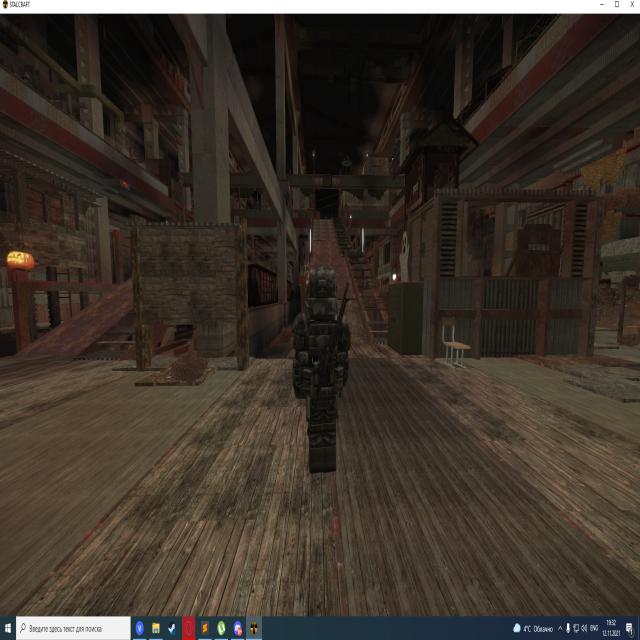 STALCRAFT
Введите здесь текст для поиска
4°C Облачно
ENG
19:32
12.11.2021